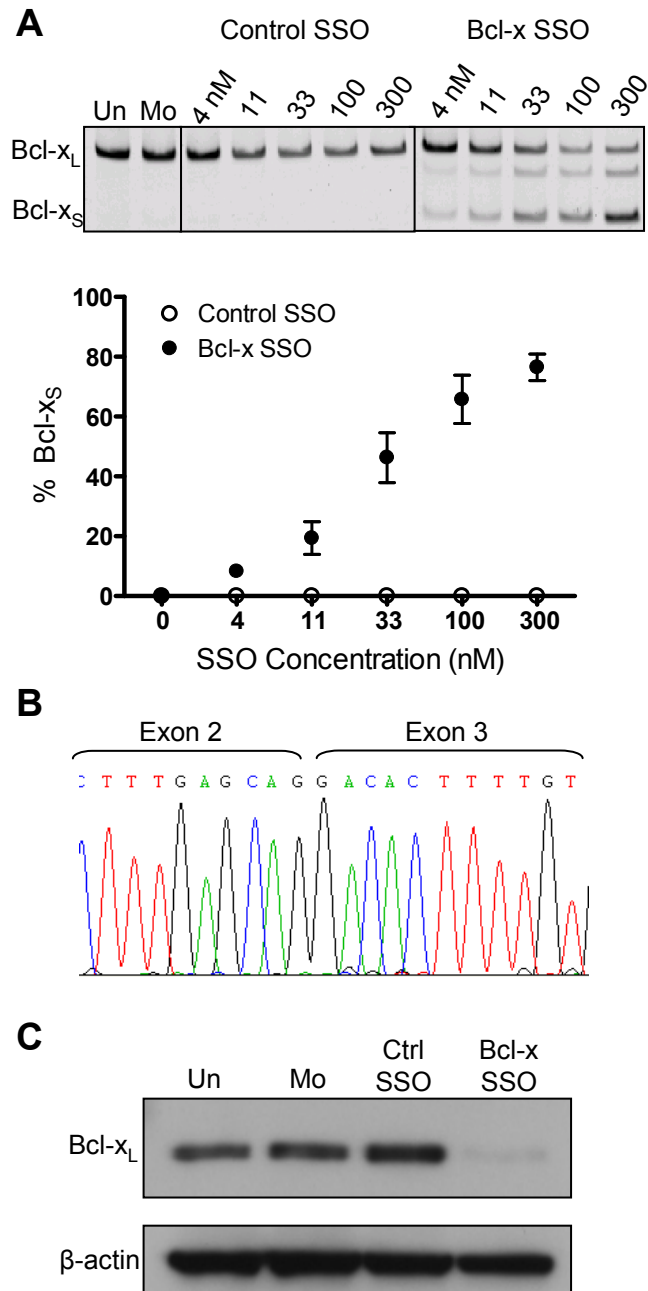 A
Control SSO Bcl-x SSO
Un Mo 4 nM 11 33 100 300 4 nM 11 33 100 300
Bcl-xL
Bcl-xS
100
80
60
40
20
0
% Bcl-xS
Control SSO
Bcl-x SSO
0 4 11 33 100 300
SSO Concentration (nM)
B
Exon 2 Exon 3
C T T T G A G C A G G A C A C T T T T G T
C
Un Mo Ctrl SSO Bcl-x SSO
Bcl-xL
β-actin